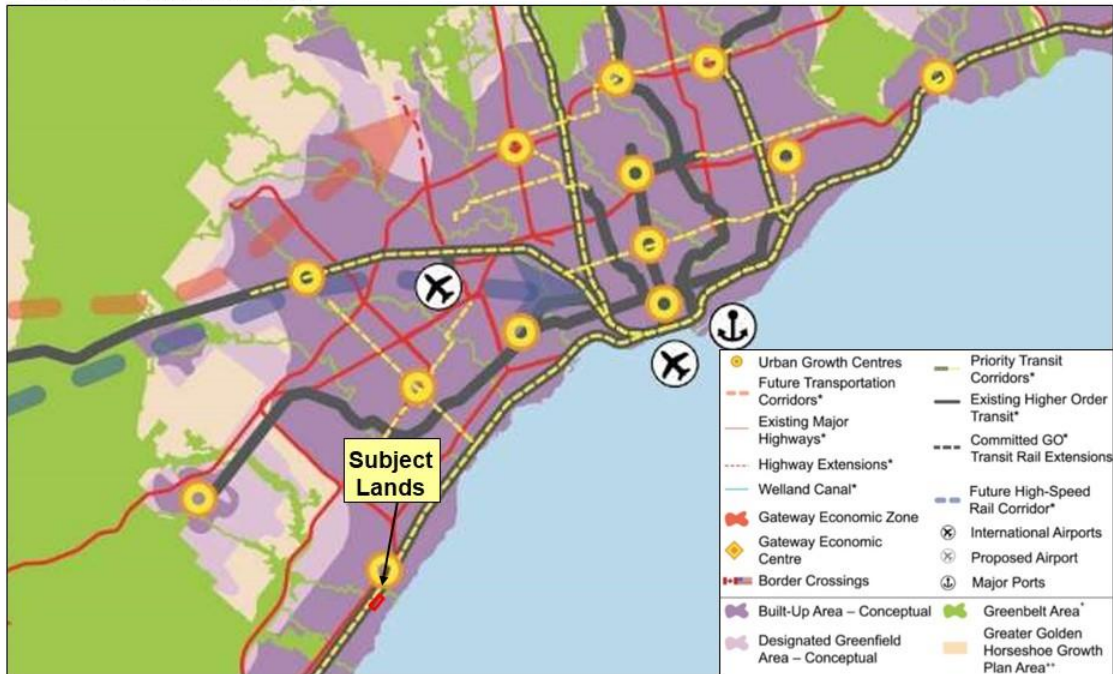 Subject
Lands
Urban Growth Centres
Future Transportation
Corridors*
Existing Major
Highways*
Highway Extensions*
Welland Canal*
Gateway Economic Zone
Gateway Economic
Centre
Border Crossings
Built-Up Area – Conceptual
Designated Greenfield
Area – Conceptual
Priority Transit
Corridors*
Existing Higher Order
Transit*
Committed GO*
Transit Rail Extensions
Future High-Speed
Rail Corridor*
International Airports
Proposed Airport
Major Ports
Greenbelt Area*
Greater Golden
Horseshoe Growth
Plan Area**